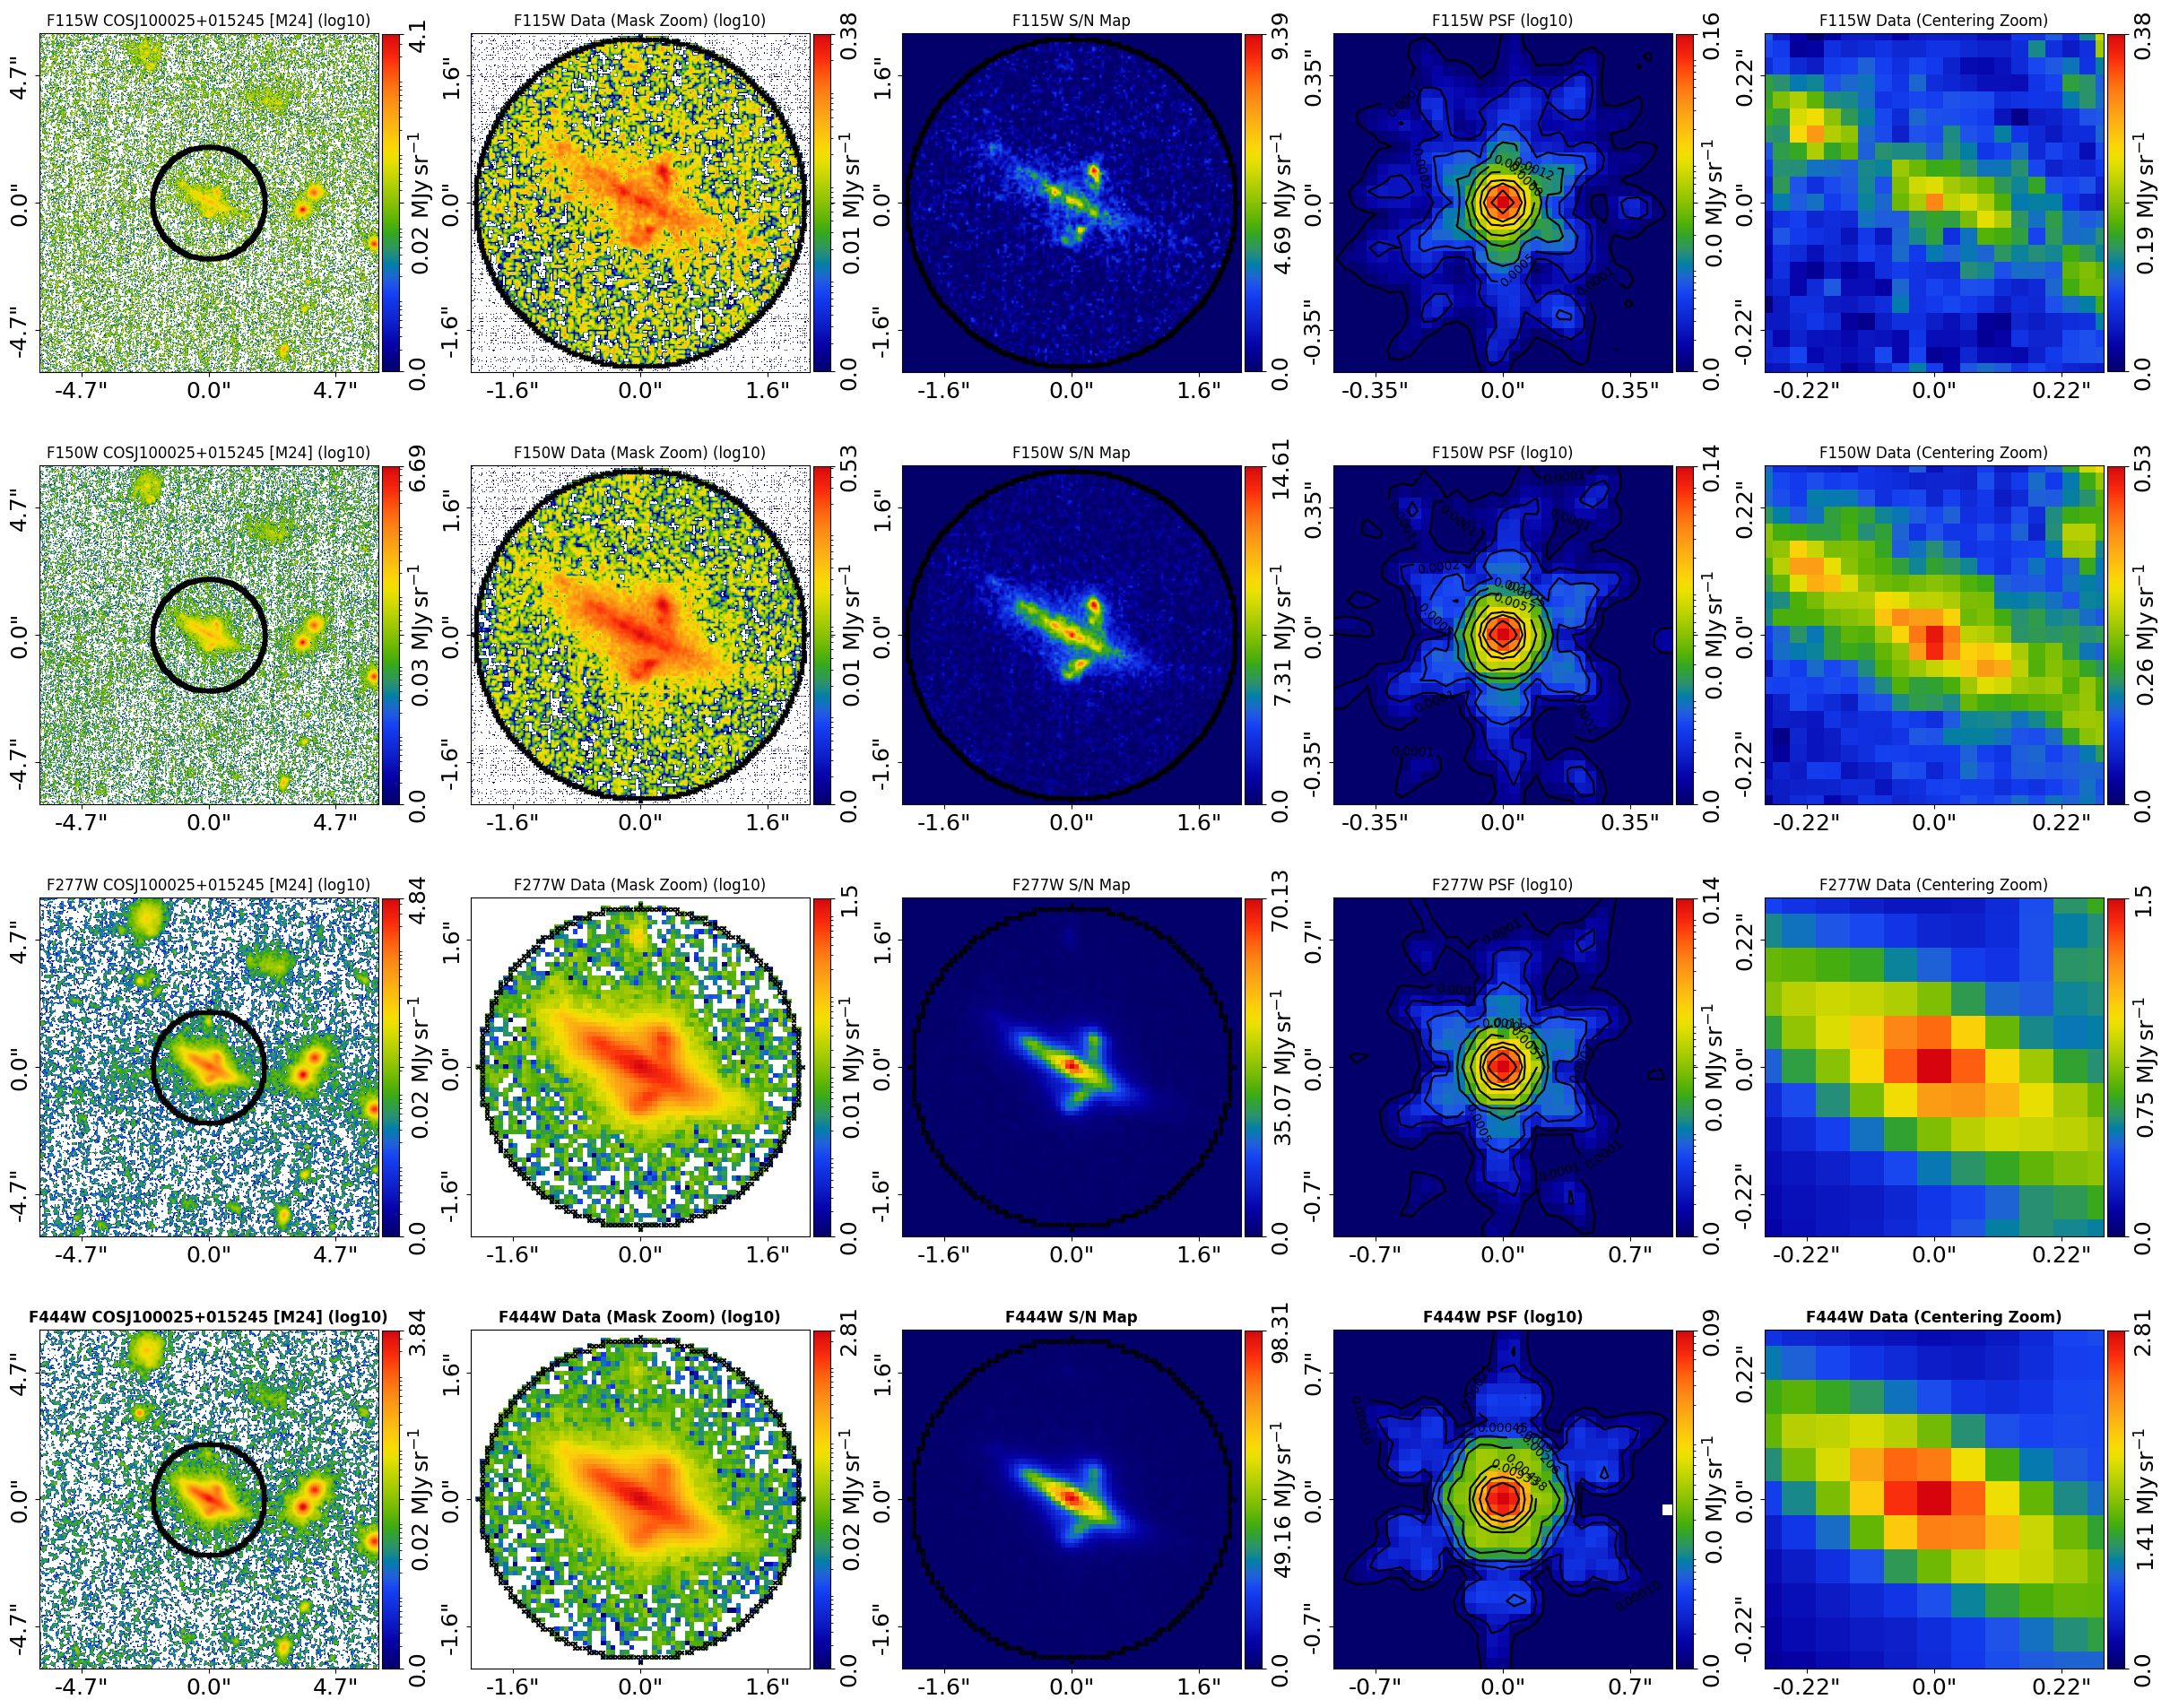 F115W COSJ100025+015245 [M24] (log10)
F115W Data (Mask Zoom) (log10)
F115W S/N Map
F115W PSF (log10)
F115W Data (Centering Zoom)
4.7" 0.0" -4.7"
-4.7" 0.0" 4.7"
0.0 0.02 MJy sr−1 4.1
1.6" 0.0" -1.6"
-1.6" 0.0" 1.6"
0.0 0.01 MJy sr−1 0.38
1.6" 0.0" -1.6"
-1.6" 0.0" 1.6"
0.0 4.69 MJy sr−1 9.39
0.35" 0.0" -0.35"
-0.35" 0.0" 0.35"
0.0 0.0 MJy sr−1 0.16
0.22" 0.0" -0.22"
-0.22" 0.0" 0.22"
0.0 0.19 MJy sr−1 0.38
F150W COSJ100025+015245 [M24] (log10)
F150W Data (Mask Zoom) (log10)
F150W S/N Map
F150W PSF (log10)
F150W Data (Centering Zoom)
4.7" 0.0" -4.7"
-4.7" 0.0" 4.7"
0.0 0.03 MJy sr−1 6.69
1.6" 0.0" -1.6"
-1.6" 0.0" 1.6"
0.0 0.01 MJy sr−1 0.53
1.6" 0.0" -1.6"
-1.6" 0.0" 1.6"
0.0 7.31 MJy sr−1 14.61
0.35" 0.0" -0.35"
-0.35" 0.0" 0.35"
0.0 0.0 MJy sr−1 0.14
0.22" 0.0" -0.22"
-0.22" 0.0" 0.22"
0.0 0.26 MJy sr−1 0.53
F277W COSJ100025+015245 [M24] (log10)
F277W Data (Mask Zoom) (log10)
F277W S/N Map
F277W PSF (log10)
F277W Data (Centering Zoom)
4.7" 0.0" -4.7"
-4.7" 0.0" 4.7"
0.0 0.02 MJy sr−1 4.84
1.6" 0.0" -1.6"
-1.6" 0.0" 1.6"
0.0 0.01 MJy sr−1 1.5
1.6" 0.0" -1.6"
-1.6" 0.0" 1.6"
0.0 35.07 MJy sr−1 70.13
0.7" 0.0" -0.7"
-0.7" 0.0" 0.7"
0.0 0.0 MJy sr−1 0.14
0.22" 0.0" -0.22"
-0.22" 0.0" 0.22"
0.0 0.75 MJy sr−1 1.5
F444W COSJ100025+015245 [M24] (log10)
F444W Data (Mask Zoom) (log10)
F444W S/N Map
F444W PSF (log10)
F444W Data (Centering Zoom)
4.7" 0.0" -4.7"
-4.7" 0.0" 4.7"
0.0 0.02 MJy sr−1 3.84
1.6" 0.0" -1.6"
-1.6" 0.0" 1.6"
0.0 0.02 MJy sr−1 2.81
1.6" 0.0" -1.6"
-1.6" 0.0" 1.6"
0.0 49.16 MJy sr−1 98.31
0.7" 0.0" -0.7"
-0.7" 0.0" 0.7"
0.0 0.0 MJy sr−1 0.09
0.22" 0.0" -0.22"
-0.22" 0.0" 0.22"
0.0 1.41 MJy sr−1 2.81